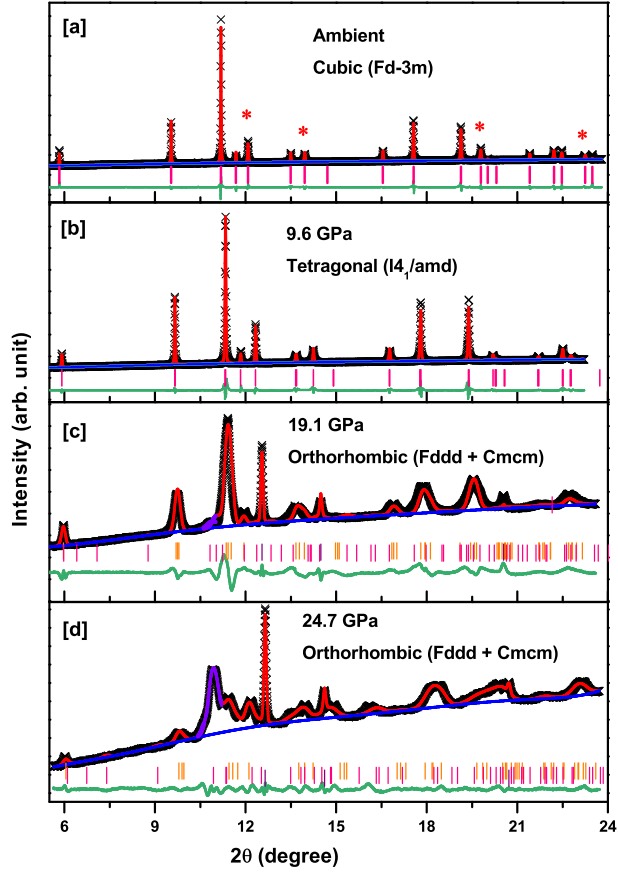 [a]
Ambient
Cubic (Fd-3m)
* * * *
[b]
9.6 GPa
Tetragonal (I4₁/amd)
[c]
19.1 GPa
Orthorhombic (Fddd + Cmcm)
[d]
24.7 GPa
Orthorhombic (Fddd + Cmcm)
6 9 12 15 18 21 24
2θ (degree)
Intensity (arb. unit)